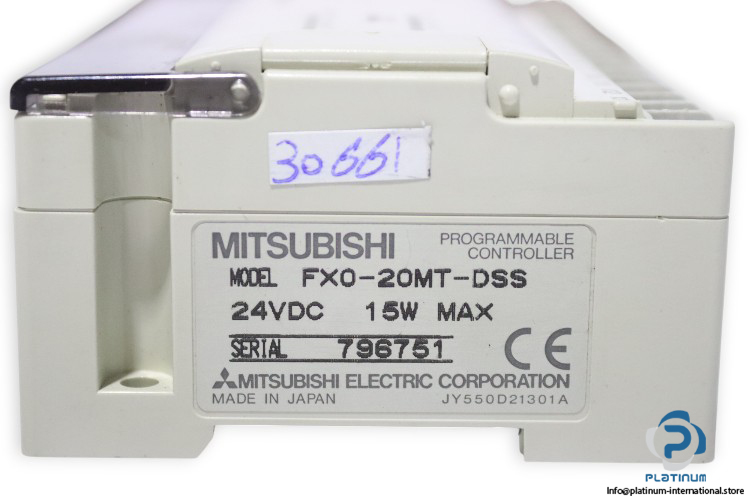 30661
MITSUBISHI
PROGRAMMABLE
CONTROLLER
MODEL FX0-20MT-DSS
24VDC 15W MAX
SERIAL 796751
CE
MITSUBISHI ELECTRIC CORPORATION
MADE IN JAPAN JY550D21301A
PLATINUM
Info@platinum-international.store